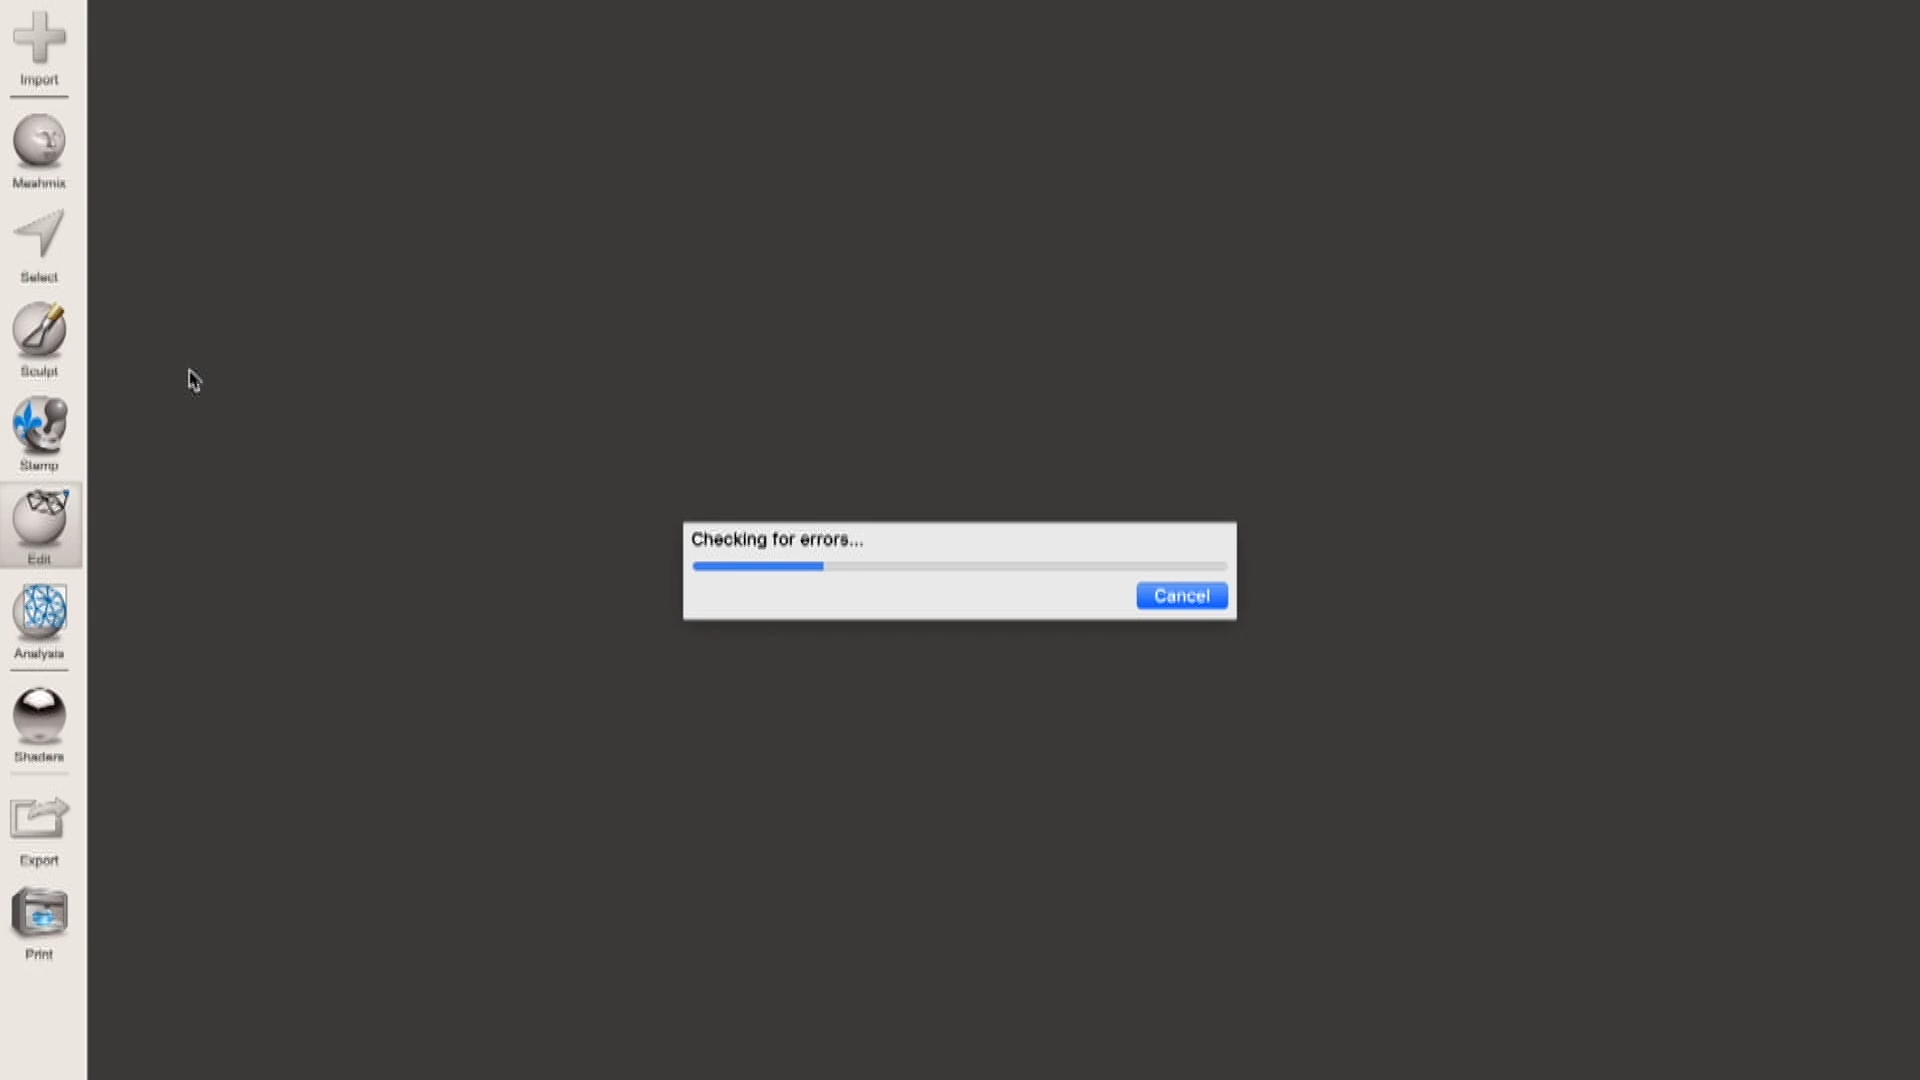 Import
Meshmix
Select
Sculpt
Stamp
Edit
Analysis
Shaders
Export
Print
Checking for errors...
Cancel